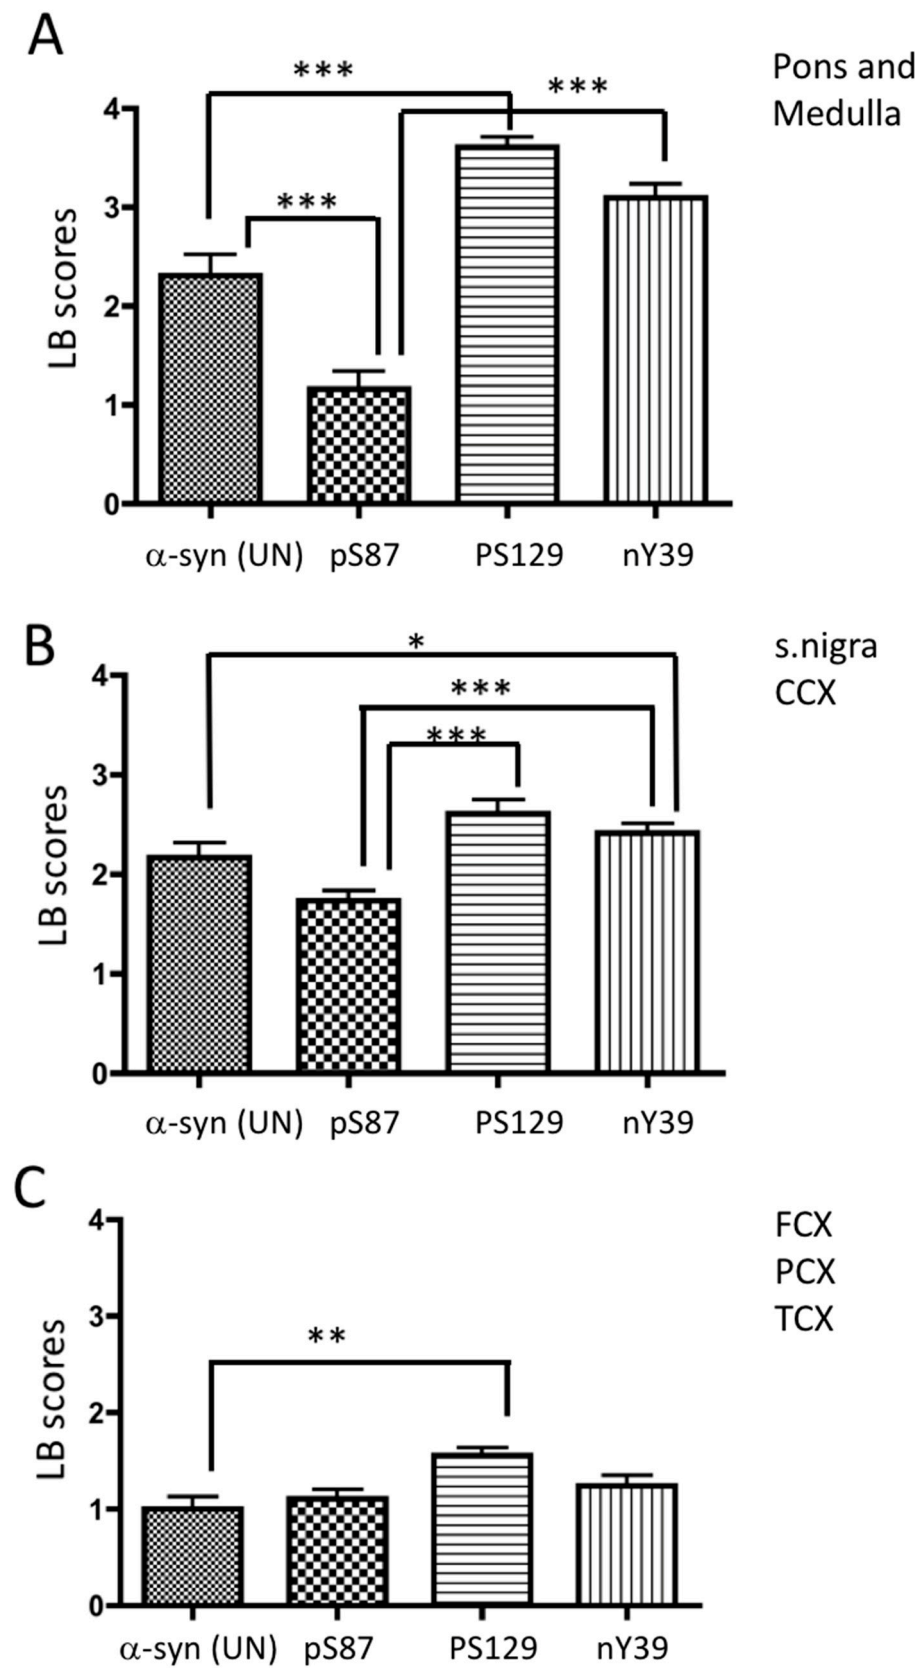 A
Pons and
Medulla
***
***
***
4
3
2
1
0
LB scores
α-syn (UN) pS87 PS129 nY39
B
s.nigra
CCX
*
***
***
4
3
2
1
0
LB scores
α-syn (UN) pS87 PS129 nY39
C
FCX
PCX
TCX
**
4
3
2
1
0
LB scores
α-syn (UN) pS87 PS129 nY39